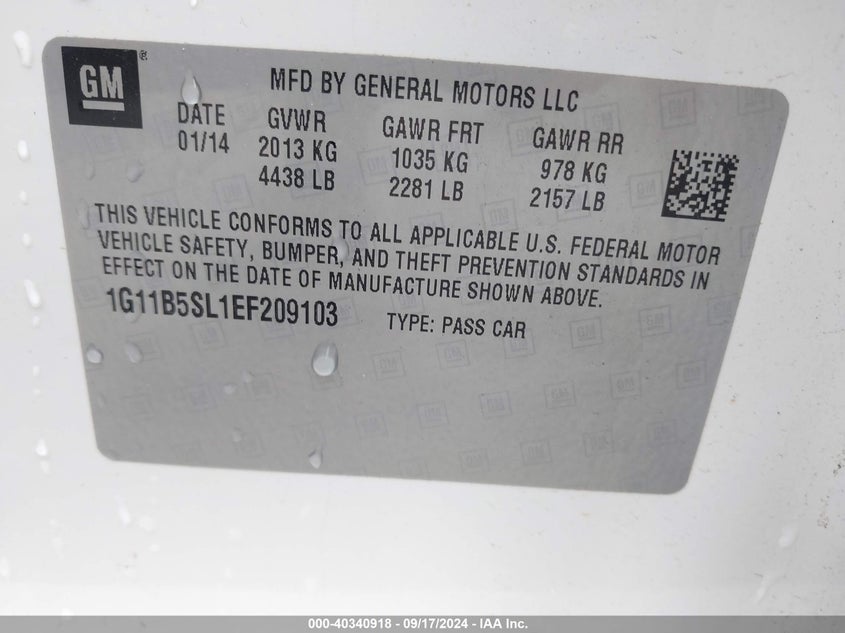 GM
MFD BY GENERAL MOTORS LLC
DATE GVWR GAWR FRT GAWR RR
01/14 2013 KG 1035 KG 978 KG
4438 LB 2281 LB 2157 LB
THIS VEHICLE CONFORMS TO ALL APPLICABLE U.S. FEDERAL MOTOR
VEHICLE SAFETY, BUMPER, AND THEFT PREVENTION STANDARDS IN
EFFECT ON THE DATE OF MANUFACTURE SHOWN ABOVE.
1G11B5SL1EF209103 TYPE: PASS CAR
000-40340918 - 09/17/2024 - Copyright IAA, Inc.